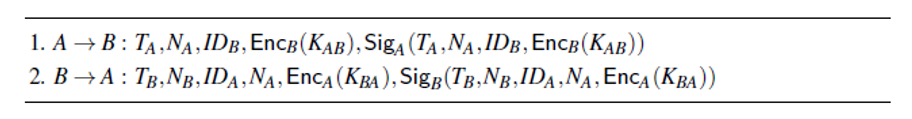 1. A → B : T_A,N_A,ID_B,Enc_B(K_AB),Sig_A(T_A,N_A,ID_B,Enc_B(K_AB))
2. B → A : T_B,N_B,ID_A,N_A,Enc_A(K_BA),Sig_B(T_B,N_B,ID_A,N_A,Enc_A(K_BA))